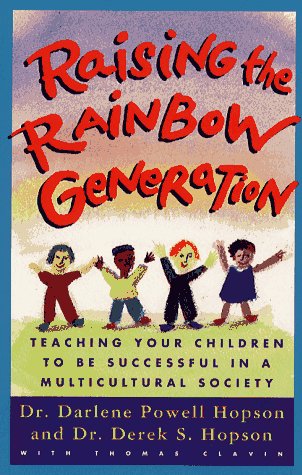 Raising the
RAINBOW
GENERATION
TEACHING YOUR CHILDREN
TO BE SUCCESSFUL IN A
MULTICULTURAL SOCIETY
Dr. Darlene Powell Hopson
and Dr. Derek S. Hopson
WITH THOMAS CLAVIN